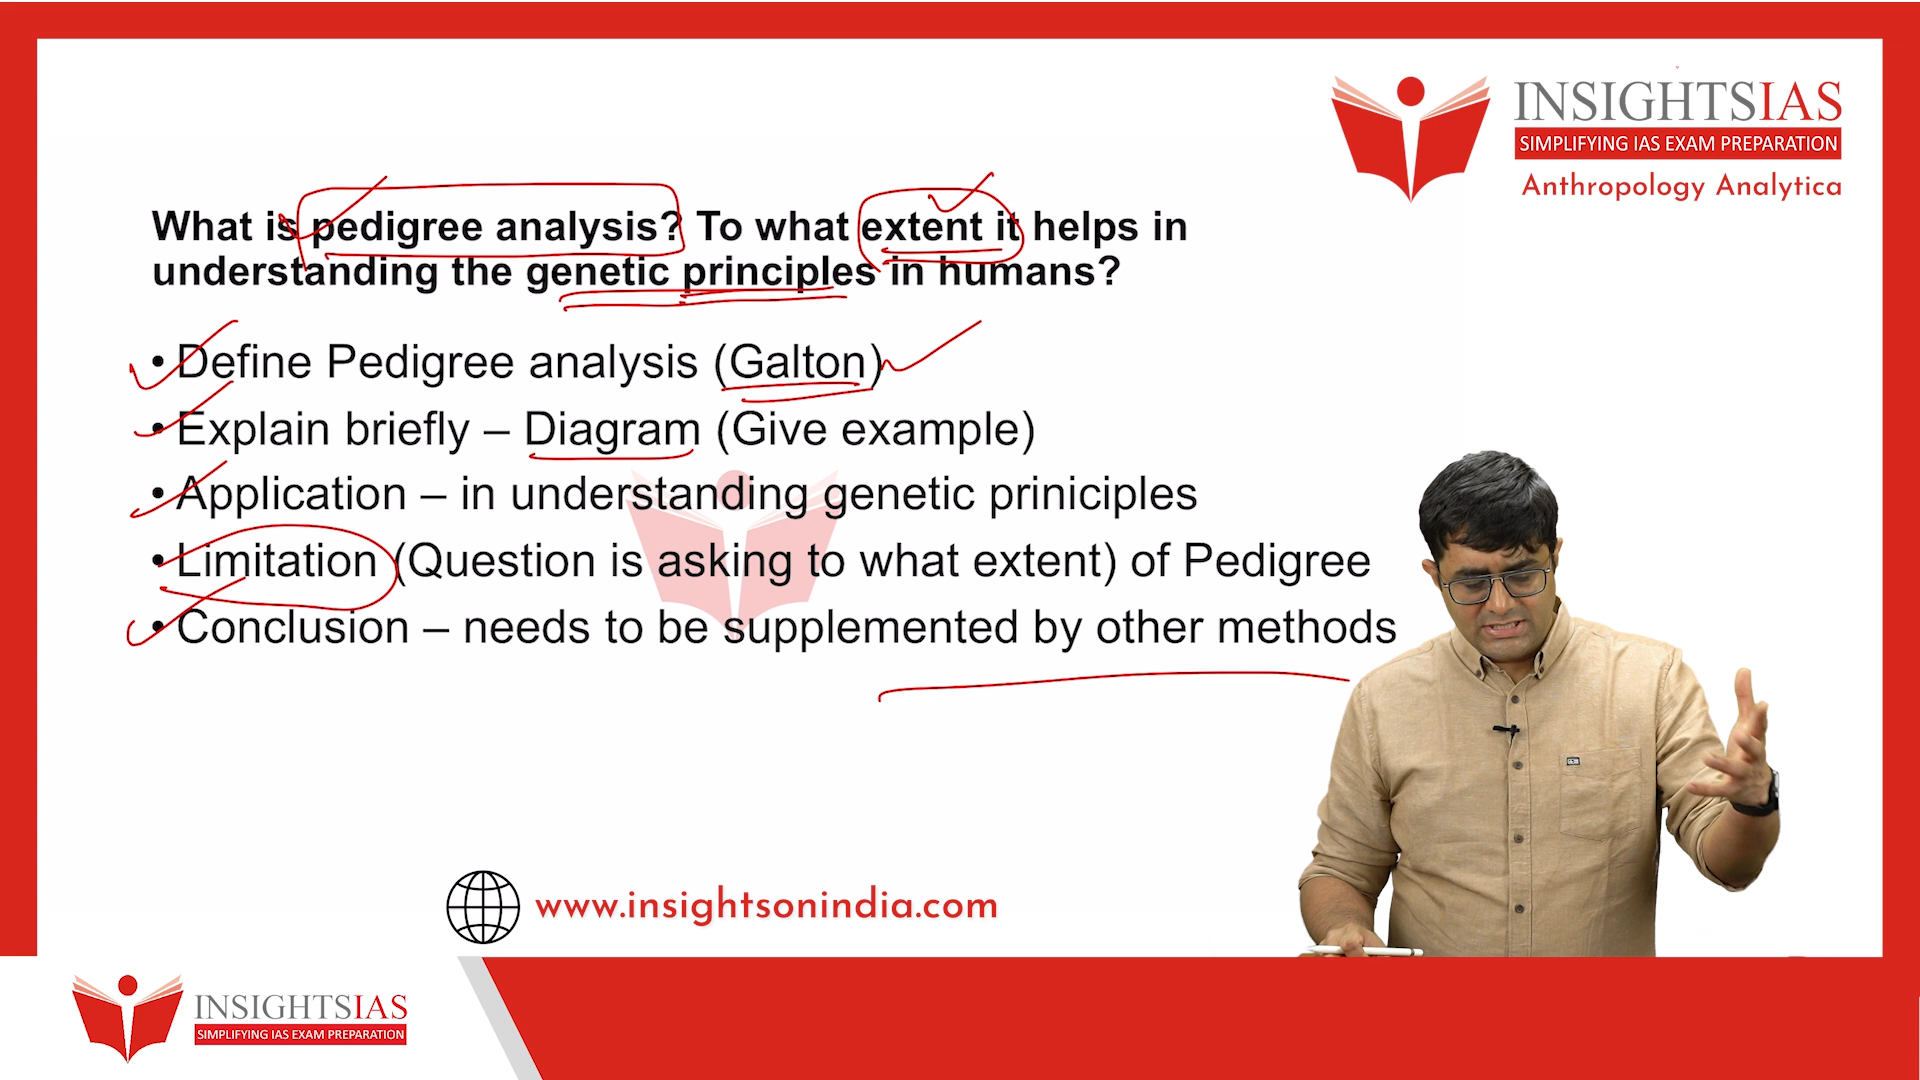 INSIGHTSIAS
SIMPLIFYING IAS EXAM PREPARATION
Anthropology Analytica
What is pedigree analysis? To what extent it helps in
understanding the genetic principles in humans?
• Define Pedigree analysis (Galton)
• Explain briefly – Diagram (Give example)
• Application – in understanding genetic priniciples
• Limitation (Question is asking to what extent) of Pedigree
• Conclusion – needs to be supplemented by other methods
www.insightsonindia.com
INSIGHTSIAS
SIMPLIFYING IAS EXAM PREPARATION